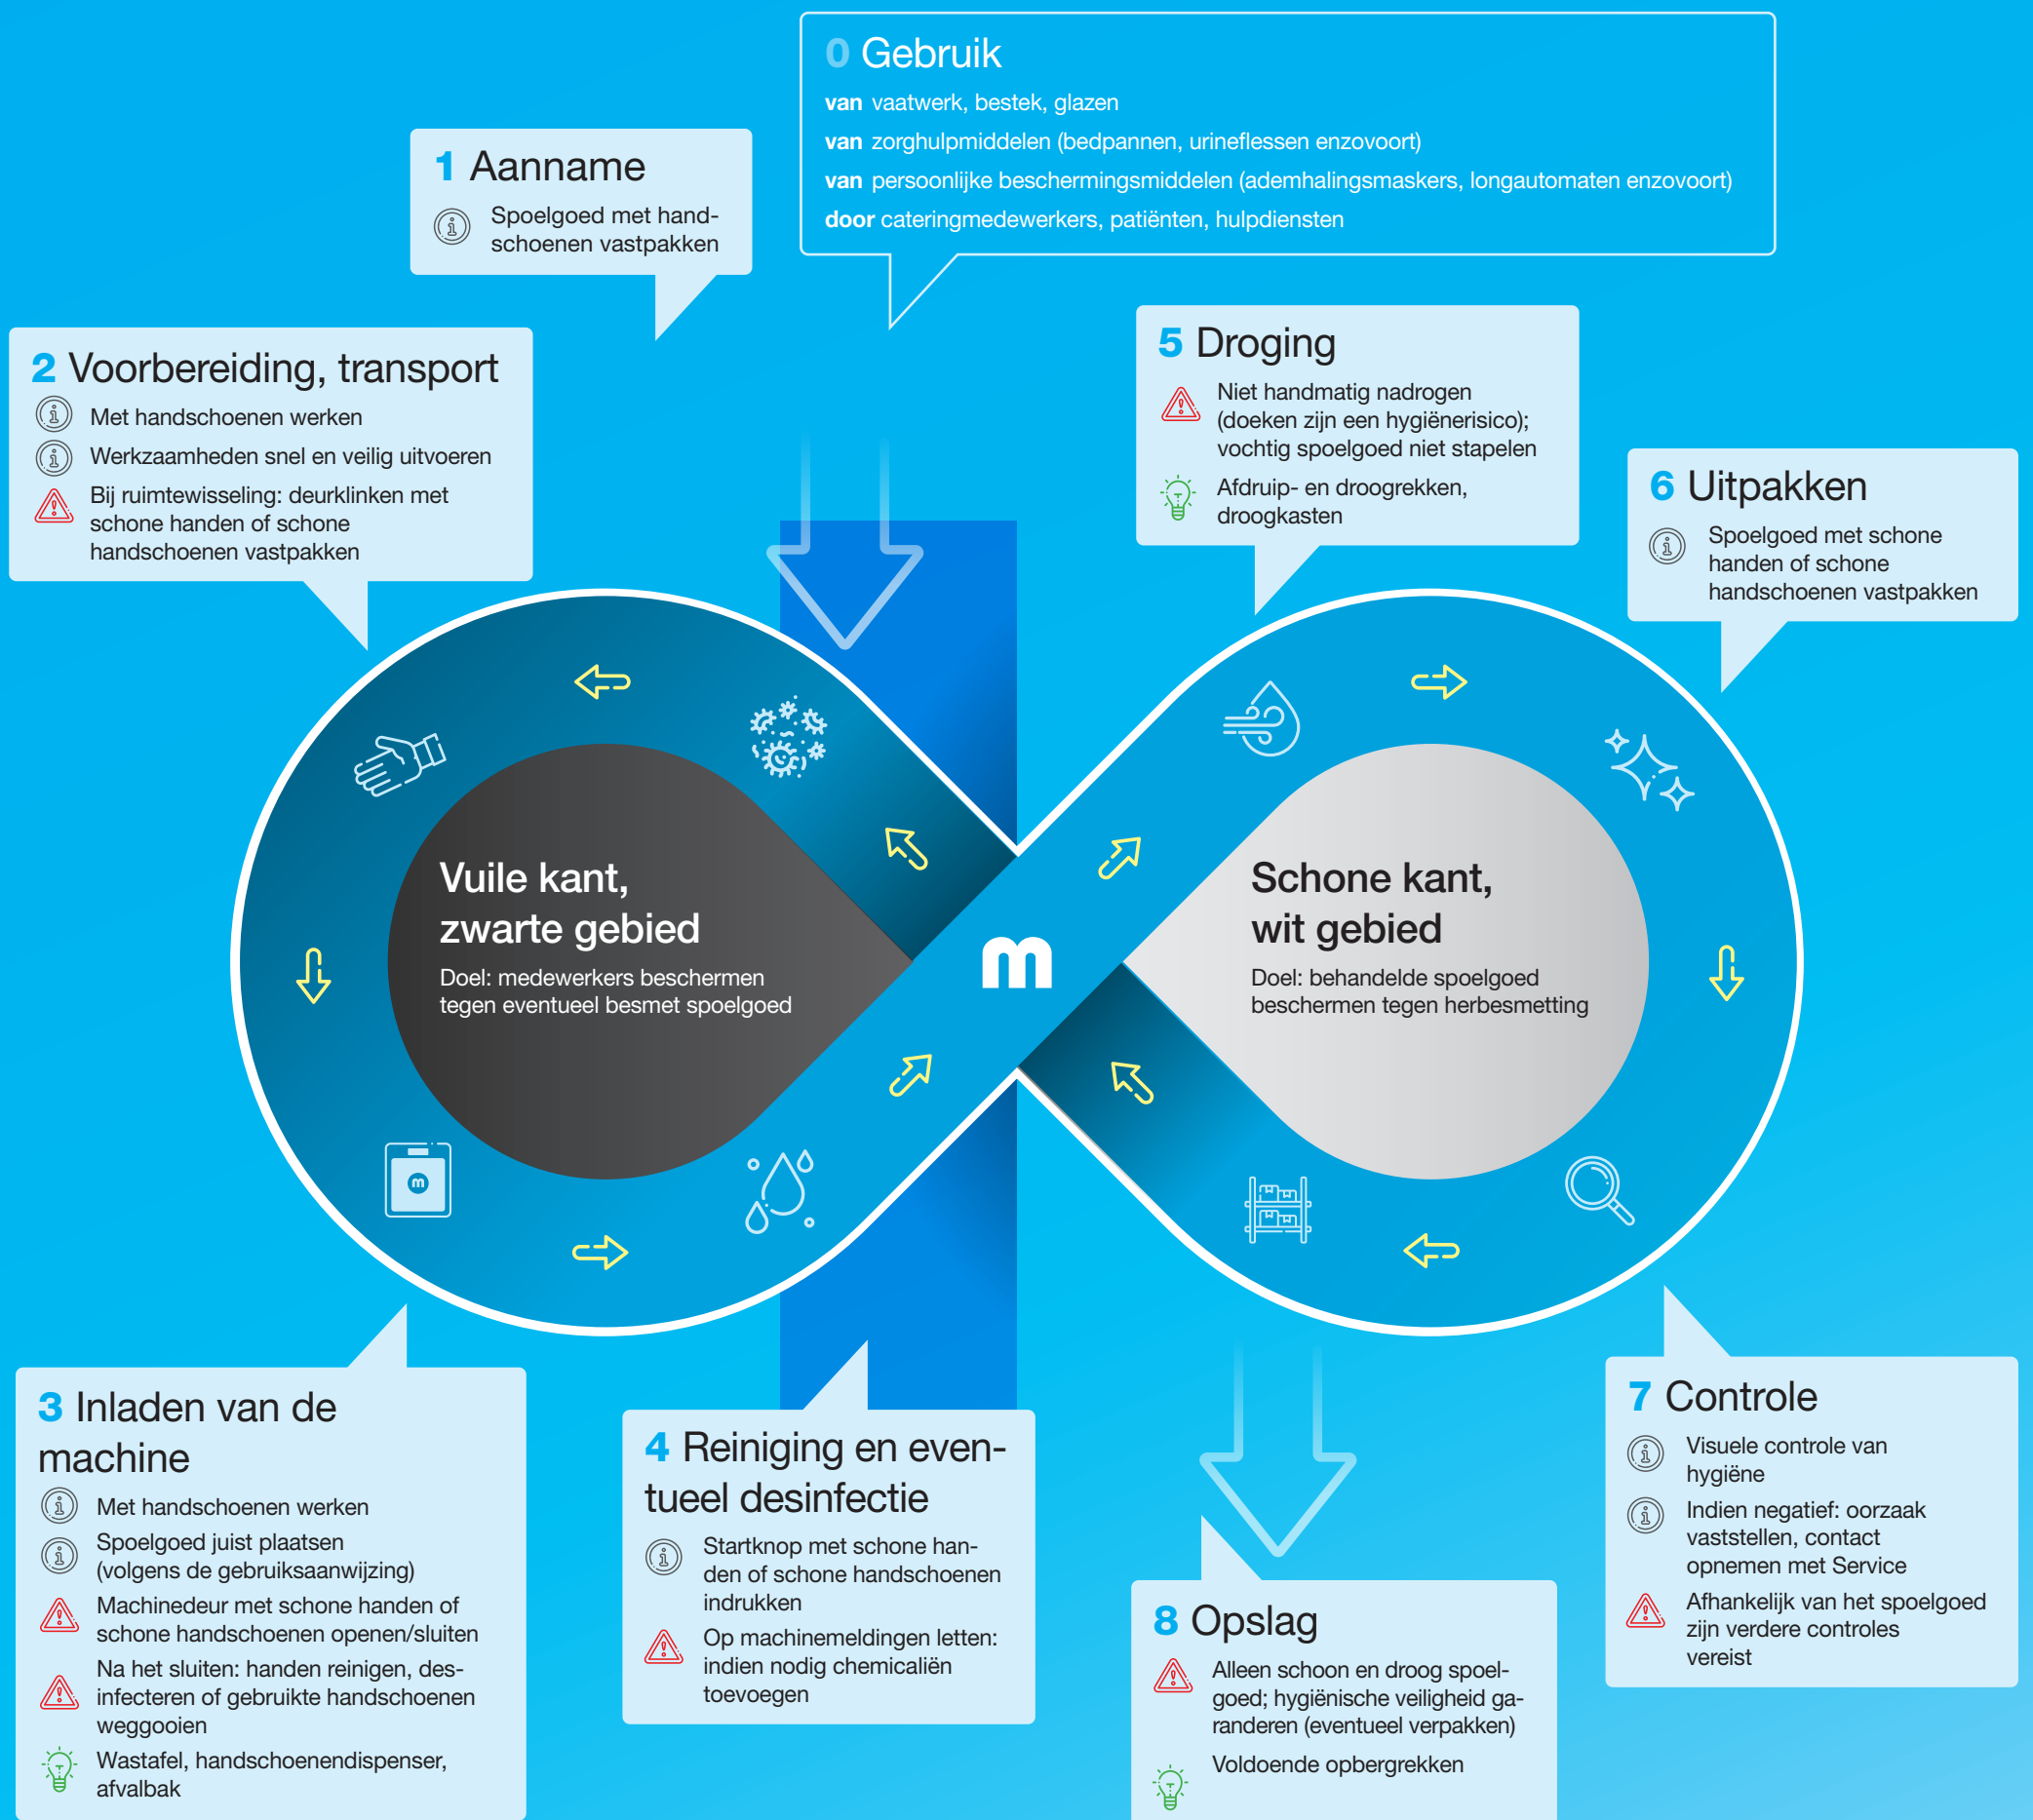 0 Gebruik
van vaatwerk, bestek, glazen
van zorghulpmiddelen (bedpannen, urineflessen enzovoort)
van persoonlijke beschermingsmiddelen (ademhalingsmaskers, longautomaten enzovoort)
door cateringmedewerkers, patiënten, hulpdiensten
1 Aanname
Spoelgoed met hand-
schoenen vastpakken
2 Voorbereiding, transport
Met handschoenen werken
Werkzaamheden snel en veilig uitvoeren
Bij ruimtewisseling: deurklinken met
schone handen of schone
handschoenen vastpakken
5 Droging
Niet handmatig nadrogen
(doeken zijn een hygiënerisico);
vochtig spoelgoed niet stapelen
Afdruip- en droogrekken,
droogkasten
6 Uitpakken
Spoelgoed met schone
handen of schone
handschoenen vastpakken
Vuile kant,
zwarte gebied
Doel: medewerkers beschermen
tegen eventueel besmet spoelgoed
m
Schone kant,
wit gebied
Doel: behandelde spoelgoed
beschermen tegen herbesmetting
m
3 Inladen van de
machine
Met handschoenen werken
Spoelgoed juist plaatsen
(volgens de gebruiksaanwijzing)
Machinedeur met schone handen of
schone handschoenen openen/sluiten
Na het sluiten: handen reinigen, des-
infecteren of gebruikte handschoenen
weggooien
Wastafel, handschoenendispenser,
afvalbak
4 Reiniging en even-
tueel desinfectie
Startknop met schone han-
den of schone handschoenen
indrukken
Op machinemeldingen letten:
indien nodig chemicaliën
toevoegen
8 Opslag
Alleen schoon en droog spoel-
goed; hygiënische veiligheid ga-
randeren (eventueel verpakken)
Voldoende opbergrekken
7 Controle
Visuele controle van
hygiëne
Indien negatief: oorzaak
vaststellen, contact
opnemen met Service
Afhankelijk van het spoelgoed
zijn verdere controles
vereist